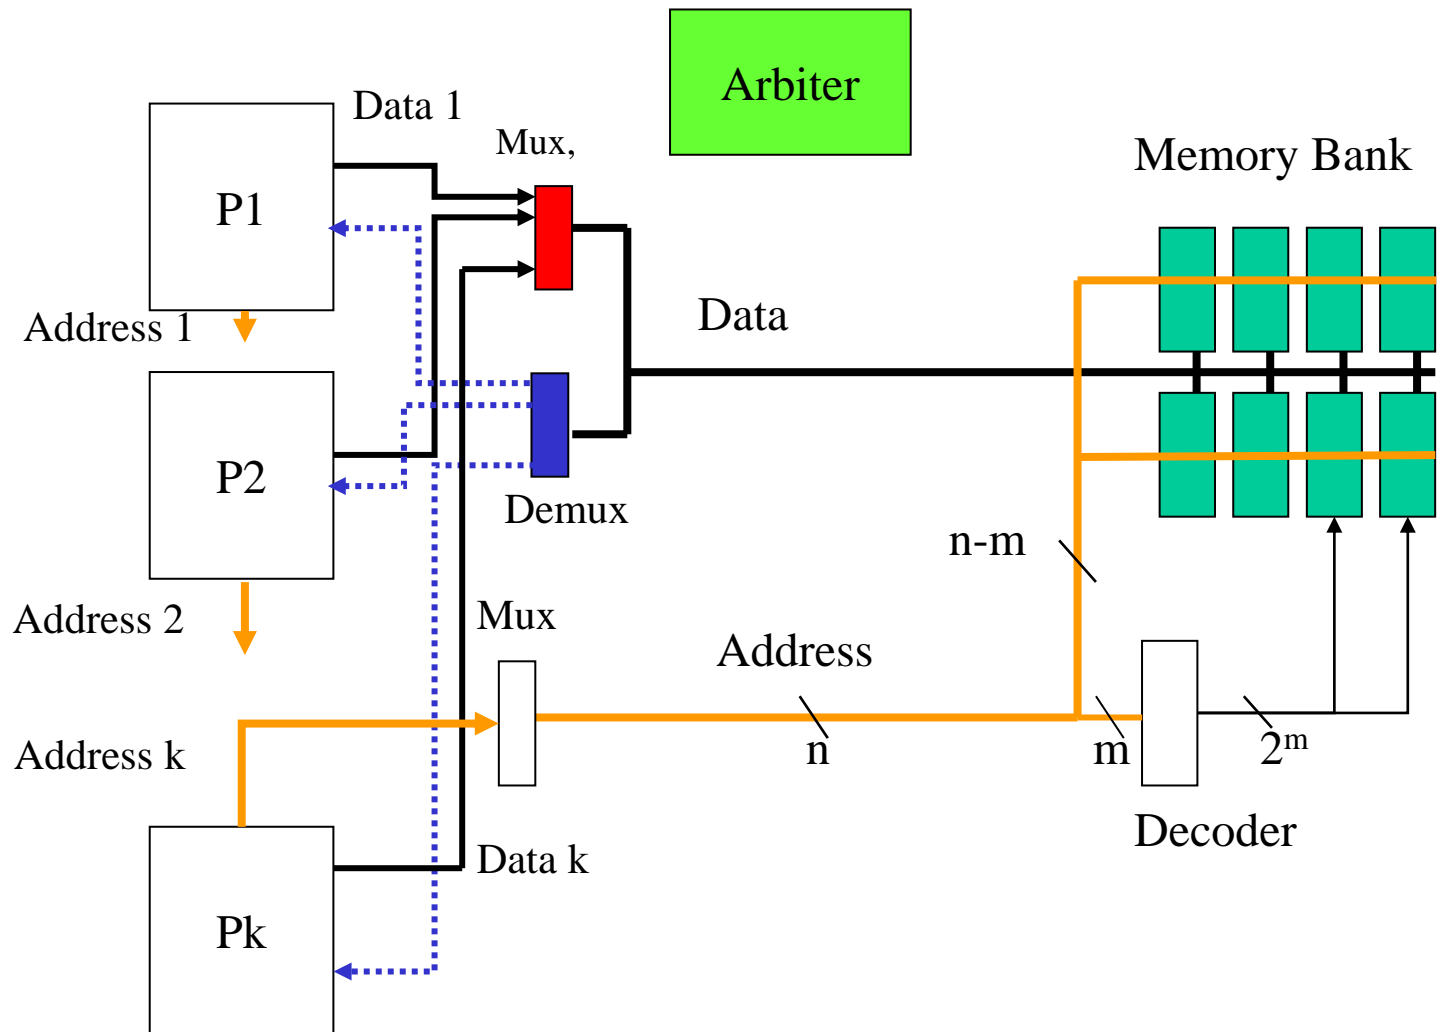 Arbiter
Data 1
Mux,
Memory Bank
P1
Data
Address 1
P2
Demux
n-m
Address 2
Mux
Address
Address k
n
m
2ᵐ
Decoder
Data k
Pk